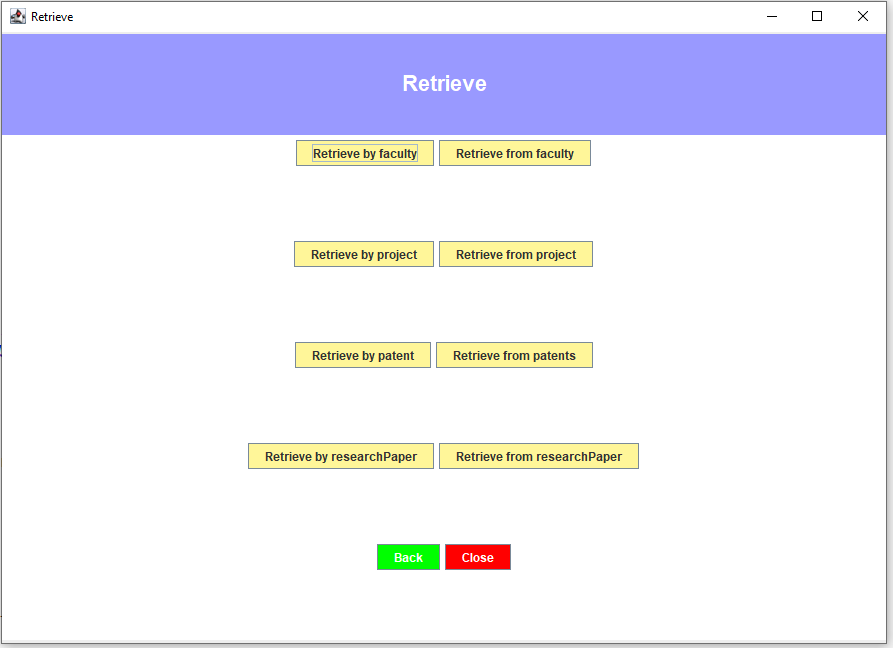 Retrieve
Retrieve
Retrieve by faculty Retrieve from faculty
Retrieve by project Retrieve from project
Retrieve by patent Retrieve from patents
Retrieve by researchPaper Retrieve from researchPaper
Back Close